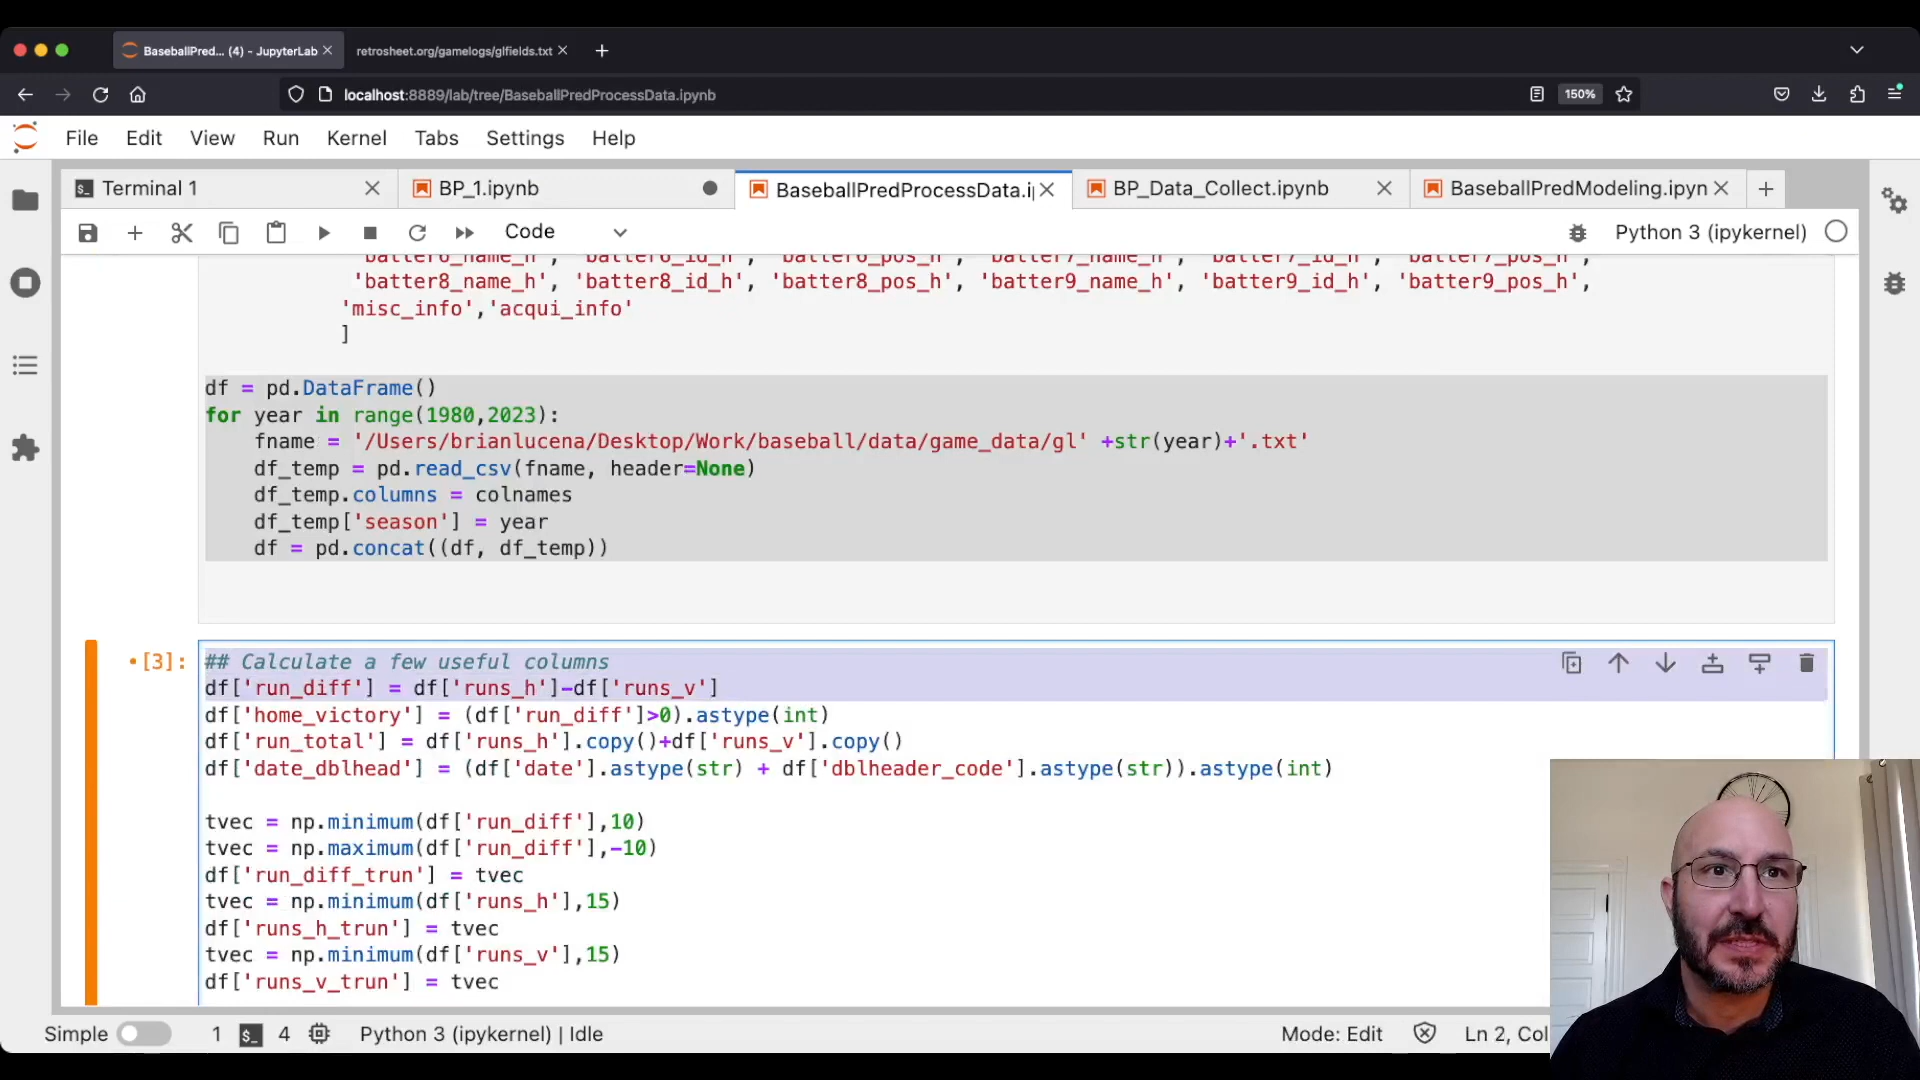 BaseballPred... (4) - JupyterLab
retrosheet.org/gamelogs/glfields.txt
localhost:8889/lab/tree/BaseballPredProcessData.ipynb
150%
File Edit View Run Kernel Tabs Settings Help
Terminal 1
BP_1.ipynb
BaseballPredProcessData.i
BP_Data_Collect.ipynb
BaseballPredModeling.ipyn
Code
Python 3 (ipykernel)
'batter6_name_h', 'batter6_id_h', 'batter6_pos_h', 'batter7_name_h', 'batter7_id_h', 'batter7_pos_h',
'batter8_name_h', 'batter8_id_h', 'batter8_pos_h', 'batter9_name_h', 'batter9_id_h', 'batter9_pos_h',
'misc_info','acqui_info'
]
df = pd.DataFrame()
for year in range(1980,2023):
fname = '/Users/brianlucena/Desktop/Work/baseball/data/game_data/gl' +str(year)+'.txt'
df_temp = pd.read_csv(fname, header=None)
df_temp.columns = colnames
df_temp['season'] = year
df = pd.concat((df, df_temp))
[3]:
## Calculate a few useful columns
df['run_diff'] = df['runs_h']-df['runs_v']
df['home_victory'] = (df['run_diff']>0).astype(int)
df['run_total'] = df['runs_h'].copy()+df['runs_v'].copy()
df['date_dblhead'] = (df['date'].astype(str) + df['dblheader_code'].astype(str)).astype(int)
tvec = np.minimum(df['run_diff'],10)
tvec = np.maximum(df['run_diff'],-10)
df['run_diff_trun'] = tvec
tvec = np.minimum(df['runs_h'],15)
df['runs_h_trun'] = tvec
tvec = np.minimum(df['runs_v'],15)
df['runs_v_trun'] = tvec
Simple 1 $_ 4 Python 3 (ipykernel) | Idle Mode: Edit Ln 2, Col